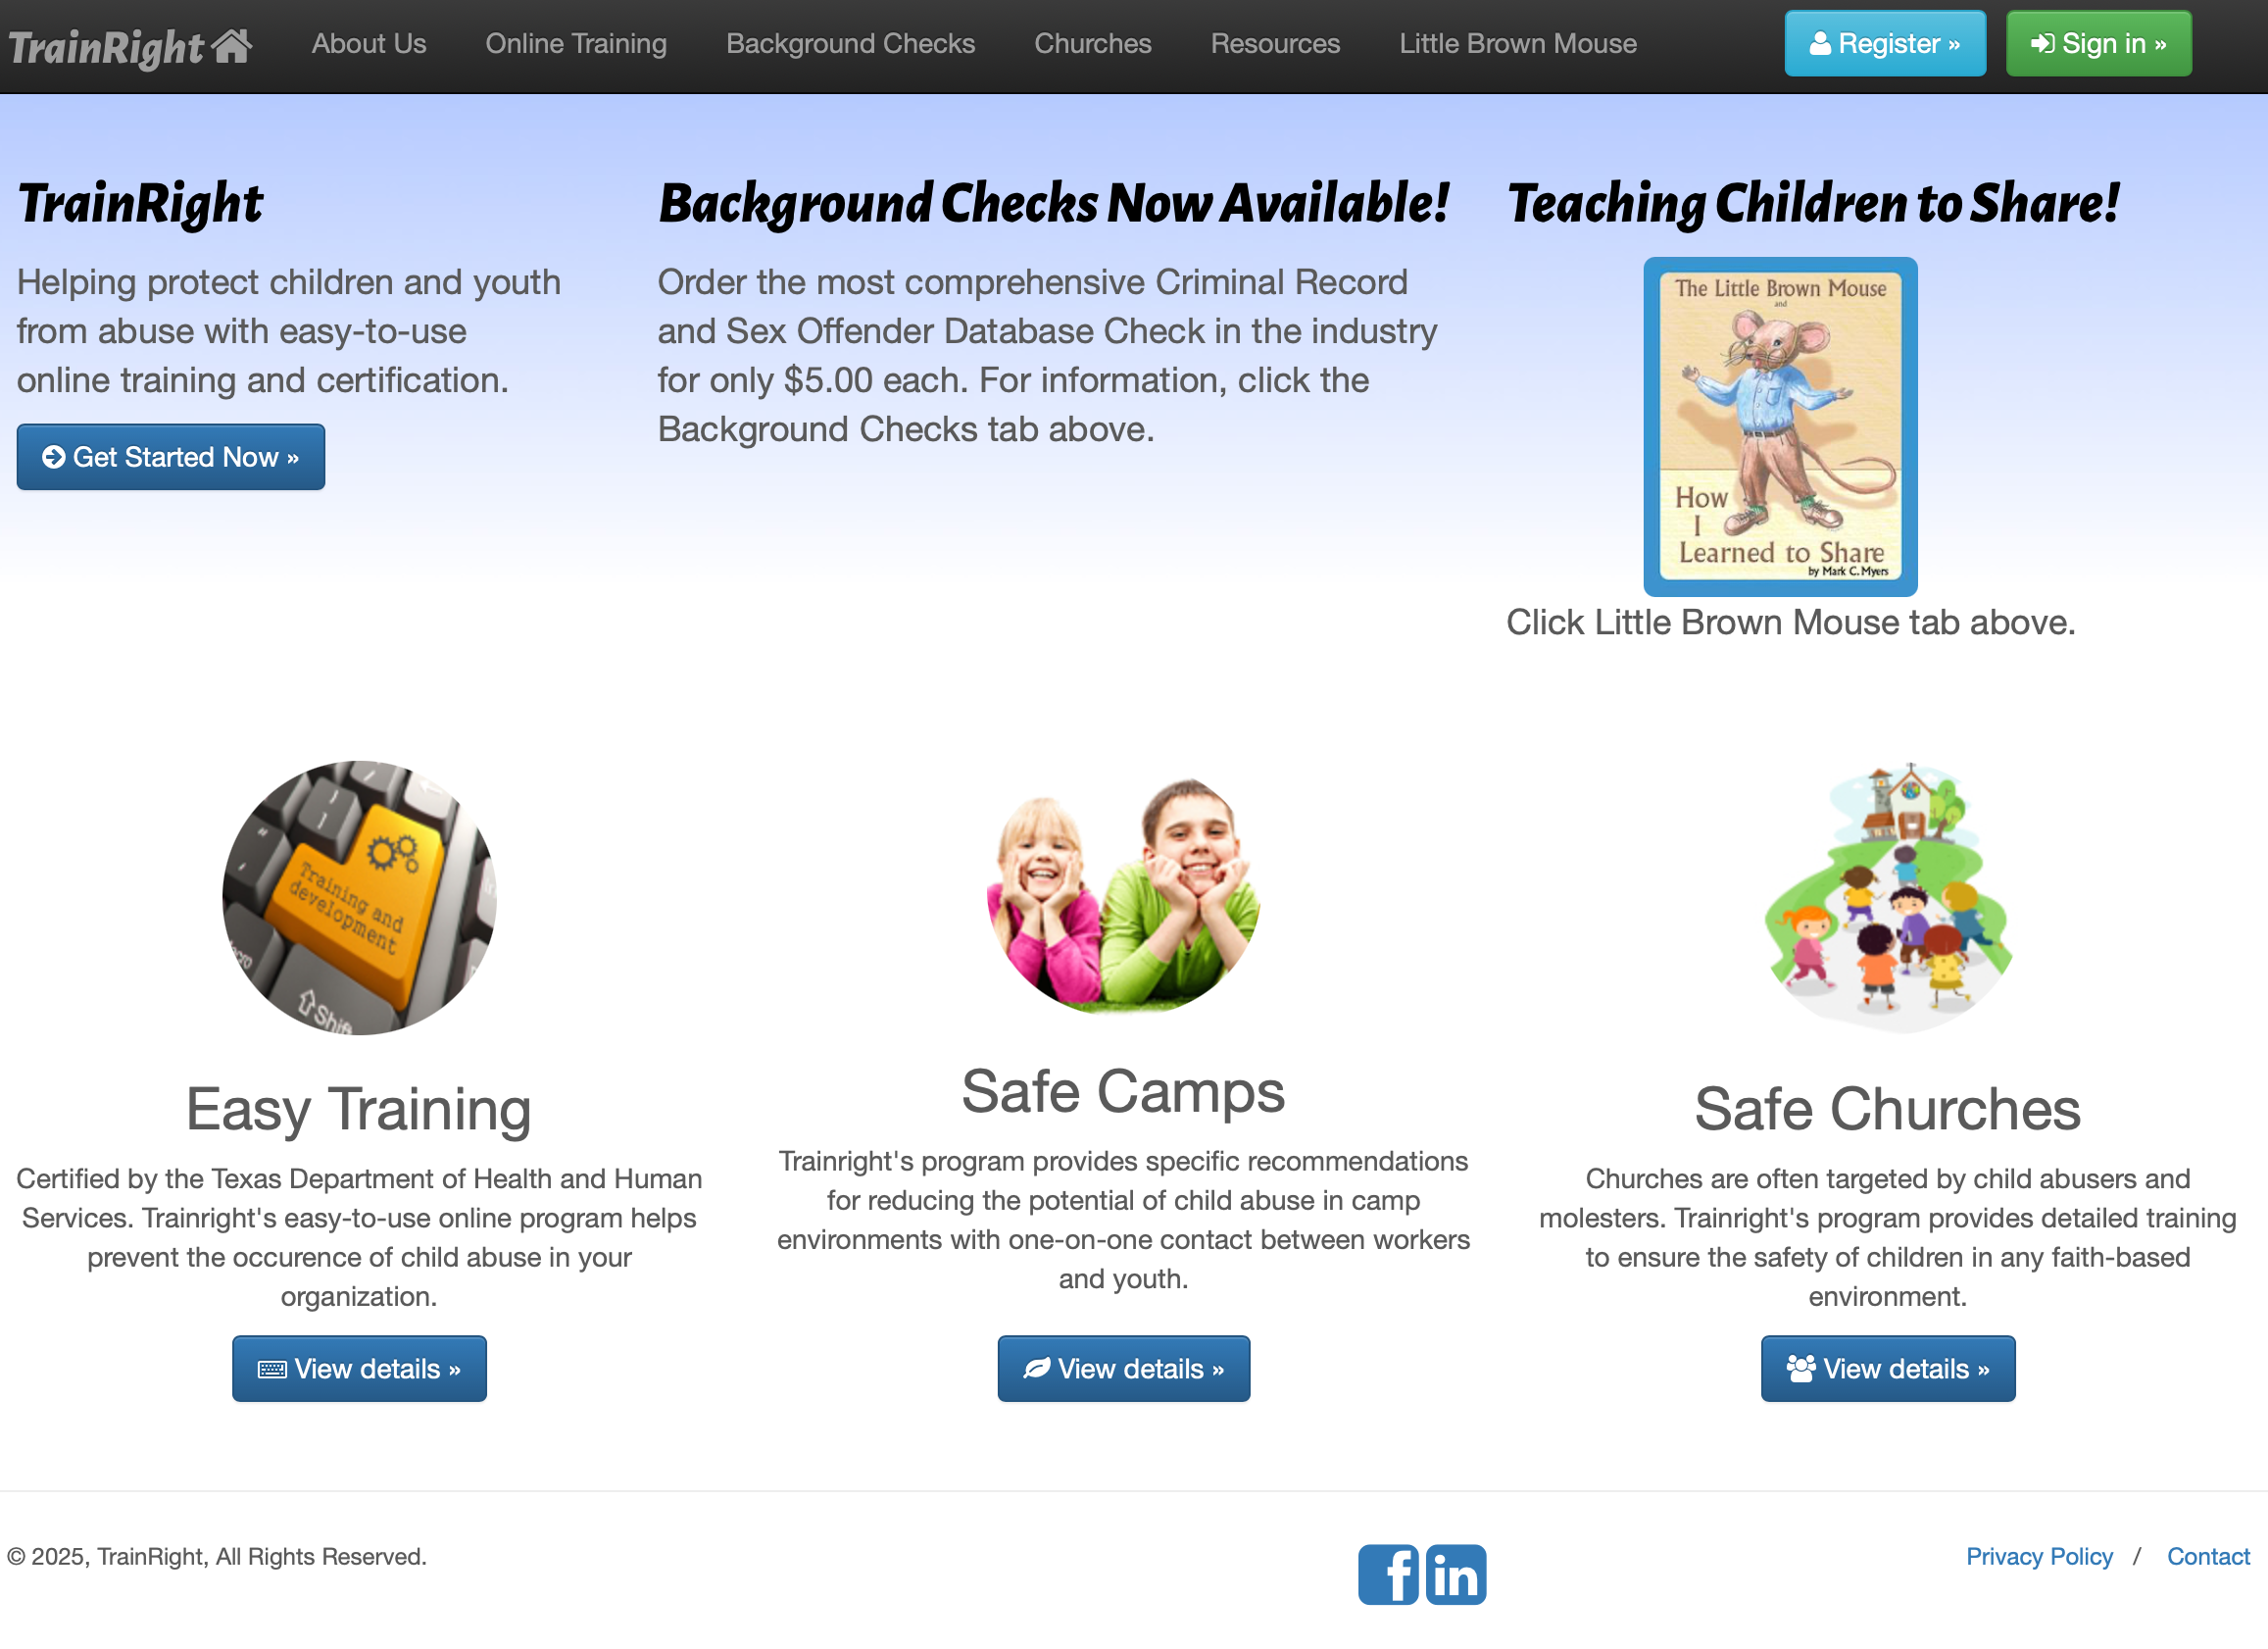 TrainRight
About Us
Online Training
Background Checks
Churches
Resources
Little Brown Mouse
Register »
Sign in »
TrainRight
Helping protect children and youth
from abuse with easy-to-use
online training and certification.
Get Started Now »
Background Checks Now Available!
Order the most comprehensive Criminal Record
and Sex Offender Database Check in the industry
for only $5.00 each. For information, click the
Background Checks tab above.
Teaching Children to Share!
The Little Brown Mouse
and
How
I
Learned to Share
by Mark C. Myers
Click Little Brown Mouse tab above.
Training and
development
Shift
Easy Training
Certified by the Texas Department of Health and Human
Services. Trainright's easy-to-use online program helps
prevent the occurence of child abuse in your
organization.
View details »
Safe Camps
Trainright's program provides specific recommendations
for reducing the potential of child abuse in camp
environments with one-on-one contact between workers
and youth.
View details »
Safe Churches
Churches are often targeted by child abusers and
molesters. Trainright's program provides detailed training
to ensure the safety of children in any faith-based
environment.
View details »
© 2025, TrainRight, All Rights Reserved.
f
in
Privacy Policy / Contact